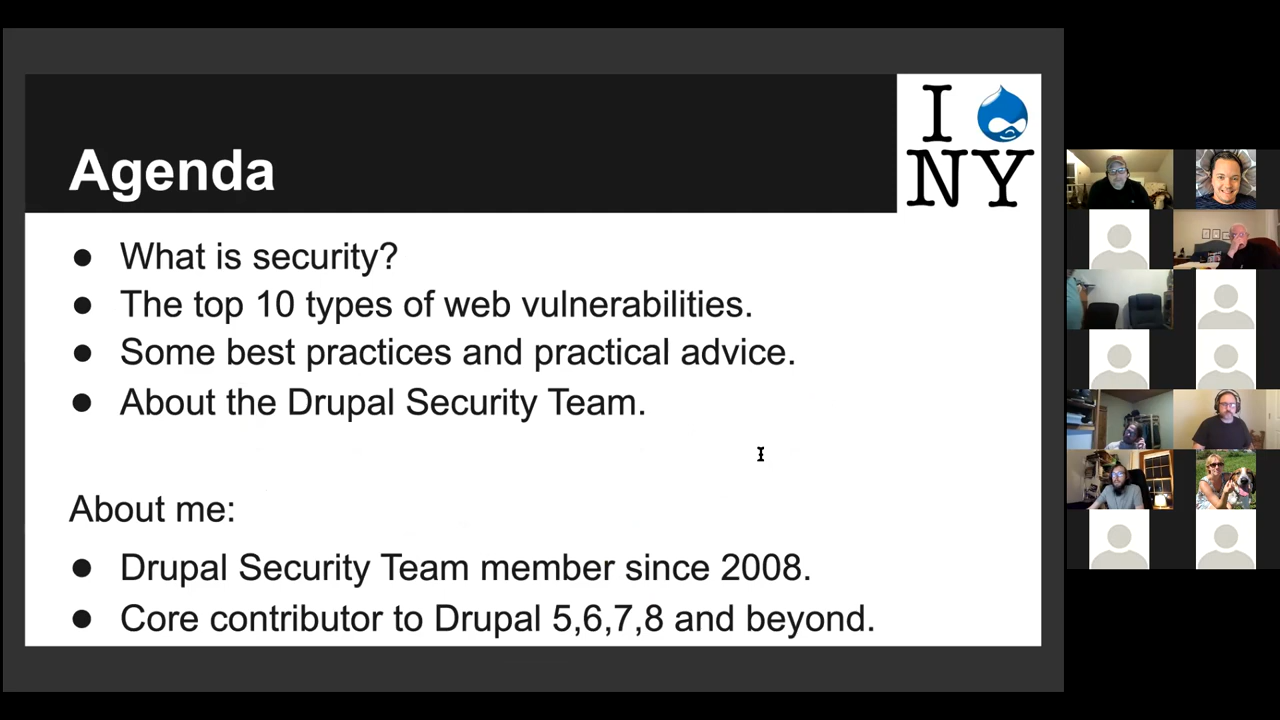 Agenda
I
NY
● What is security?
● The top 10 types of web vulnerabilities.
● Some best practices and practical advice.
● About the Drupal Security Team.
About me:
● Drupal Security Team member since 2008.
● Core contributor to Drupal 5,6,7,8 and beyond.